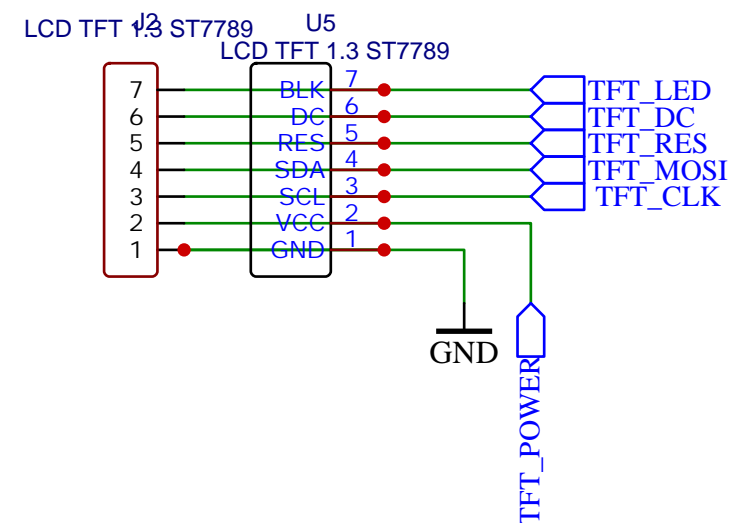 J2
LCD TFT 1.3 ST7789
U5
LCD TFT 1.3 ST7789
7 BLK 7 TFT_LED
6 DC 6 TFT_DC
5 RES 5 TFT_RES
4 SDA 4 TFT_MOSI
3 SCL 3 TFT_CLK
2 VCC 2
1 GND 1
GND
TFT_POWER